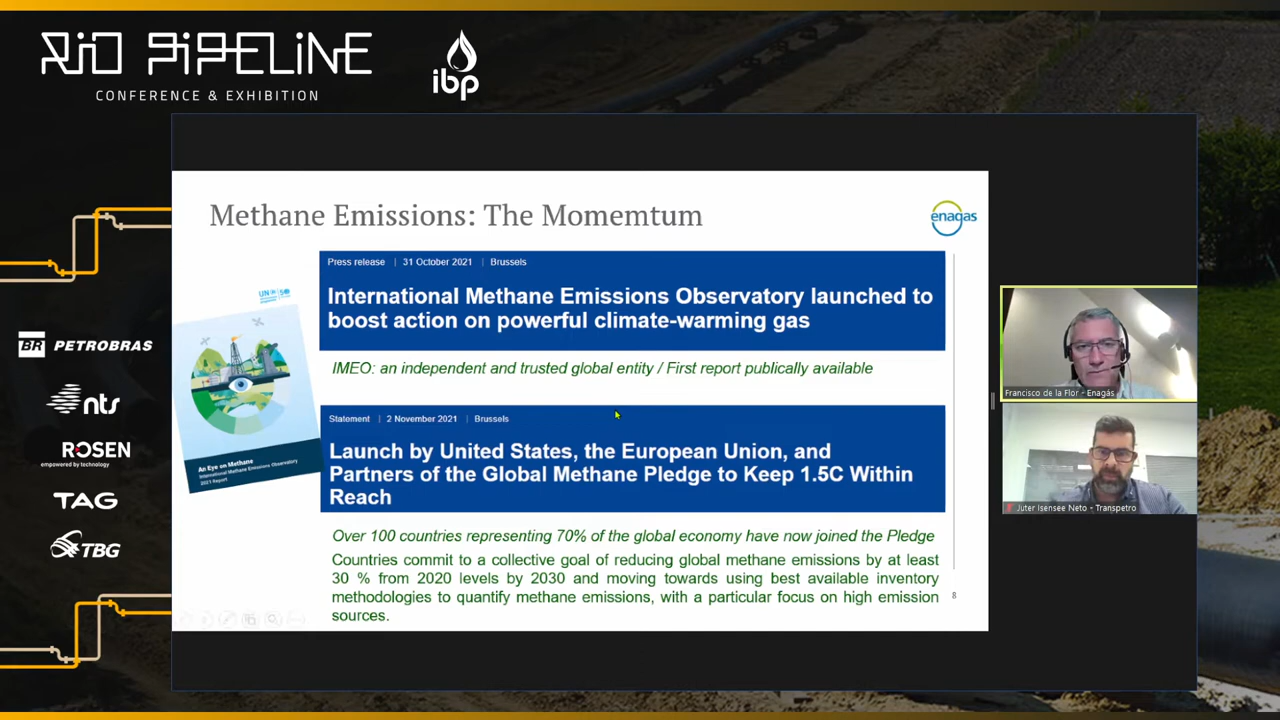 RIO PIPELINE
CONFERENCE & EXHIBITION
ibp
Methane Emissions: The Momemtum
enagas
Press release | 31 October 2021 | Brussels
International Methane Emissions Observatory launched to
boost action on powerful climate-warming gas
IMEO: an independent and trusted global entity / First report publically available
Statement | 2 November 2021 | Brussels
Launch by United States, the European Union, and
Partners of the Global Methane Pledge to Keep 1.5C Within
Reach
Over 100 countries representing 70% of the global economy have now joined the Pledge
Countries commit to a collective goal of reducing global methane emissions by at least
30 % from 2020 levels by 2030 and moving towards using best available inventory
methodologies to quantify methane emissions, with a particular focus on high emission
sources.
8
UN
An Eye on Methane
International Methane Emissions Observatory
2021 Report
BR PETROBRAS
nts
ROSEN
empowered by technology
TAG
TBG
Francisco de la Flor - Enagás
Juter Isensee Neto - Transpetro